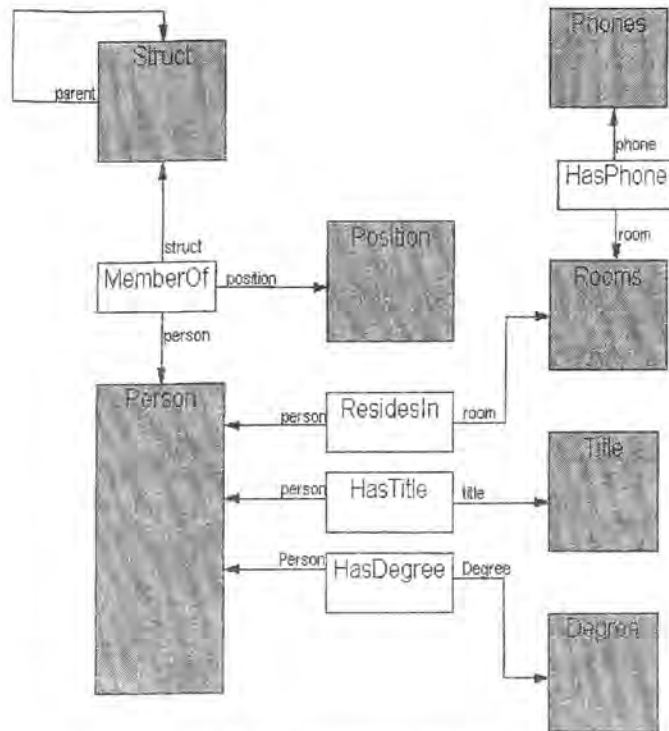 Struct
parent
Phones
phone
HasPhone
room
struct
Position
MemberOf
position
Rooms
person
Person
person
ResidesIn
room
Title
person
HasTitle
title
Person
HasDegree
Degree
Degree